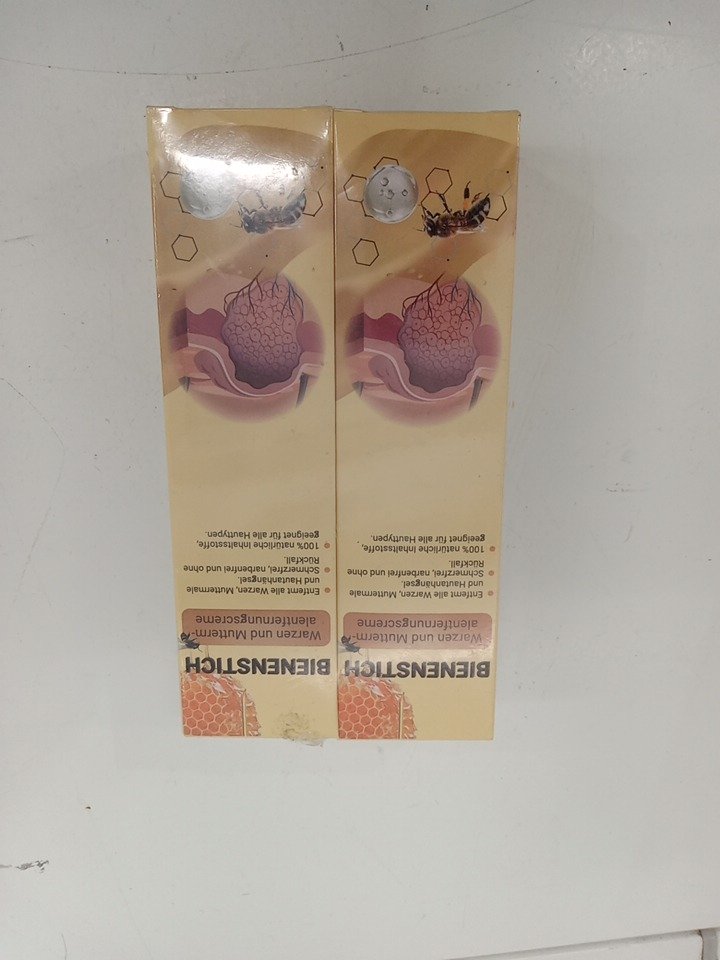 BIENENSTICH
Warzen und Mutterm-
alentfernungscreme
Entfernt alle Warzen, Muttermale
und Hautanhängsel.
Schmerzfrei, narbenfrei und ohne
Rückfall.
100% natürliche Inhaltsstoffe,
geeignet für alle Hauttypen.
BIENENSTICH
Warzen und Mutterm-
alentfernungscreme
Entfernt alle Warzen, Muttermale
und Hautanhängsel.
Schmerzfrei, narbenfrei und ohne
Rückfall.
100% natürliche Inhaltsstoffe,
geeignet für alle Hauttypen.